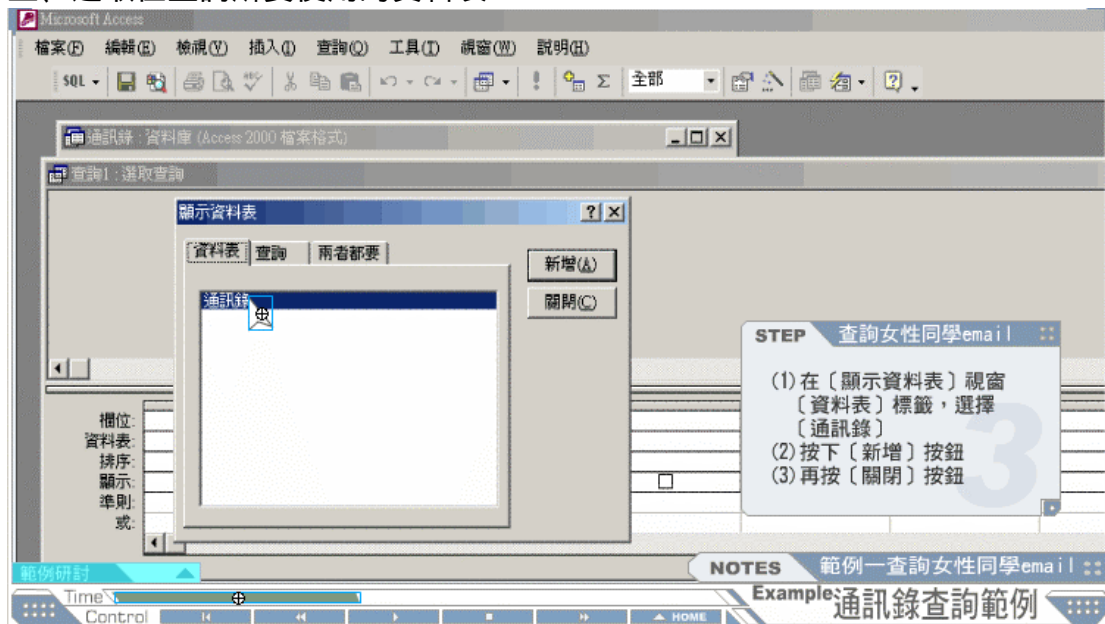 Microsoft Access
檔案(F) 編輯(E) 檢視(V) 插入(I) 查詢(Q) 工具(T) 視窗(W) 說明(H)
SQL 全部
通訊錄 : 資料庫 (Access 2000 檔案格式)
查詢1 : 選取查詢
顯示資料表
資料表 查詢 兩者都要
新增(A)
通訊錄
關閉(C)
STEP 查詢女性同學email
(1)在〔顯示資料表〕視窗
〔資料表〕標籤，選擇
〔通訊錄〕
(2)按下〔新增〕按鈕
(3)再按〔關閉〕按鈕
3
欄位:
資料表:
排序:
顯示:
準則:
或:
範例研討
NOTES 範例一查詢女性同學email
Time
Control
HOME
Example 通訊錄查詢範例